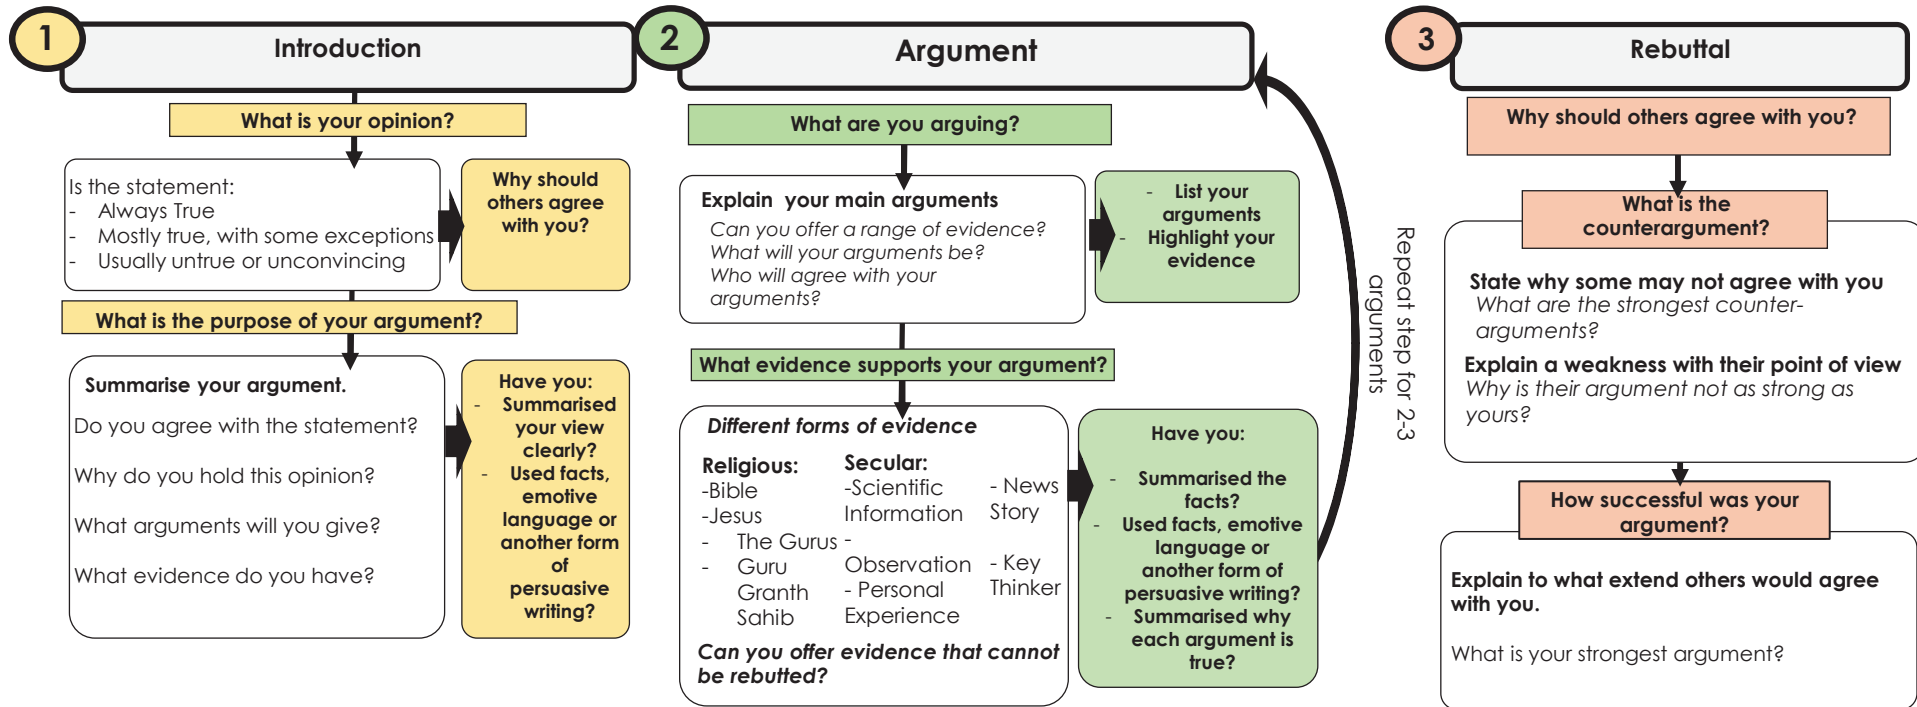 1
Introduction
What is your opinion?
Is the statement:
- Always True
- Mostly true, with some exceptions
- Usually untrue or unconvincing
Why should
others agree
with you?
What is the purpose of your argument?
Summarise your argument.
Do you agree with the statement?
Why do you hold this opinion?
What arguments will you give?
What evidence do you have?
Have you:
- Summarised
your view
clearly?
- Used facts,
emotive
language or
another form
of
persuasive
writing?
2
Argument
What are you arguing?
Explain your main arguments
Can you offer a range of evidence?
What will your arguments be?
Who will agree with your
arguments?
- List your
arguments
- Highlight your
evidence
What evidence supports your argument?
Different forms of evidence
Religious:
-Bible
-Jesus
- The Gurus
- Guru
Granth
Sahib
Secular:
-Scientific
Information
-
Observation
- Personal
Experience
- News
Story
- Key
Thinker
Can you offer evidence that cannot
be rebutted?
Have you:
- Summarised the
facts?
- Used facts, emotive
language or
another form of
persuasive writing?
- Summarised why
each argument is
true?
Repeat step for 2-3
arguments
3
Rebuttal
Why should others agree with you?
What is the
counterargument?
State why some may not agree with you
What are the strongest counter-
arguments?
Explain a weakness with their point of view
Why is their argument not as strong as
yours?
How successful was your
argument?
Explain to what extend others would agree
with you.
What is your strongest argument?